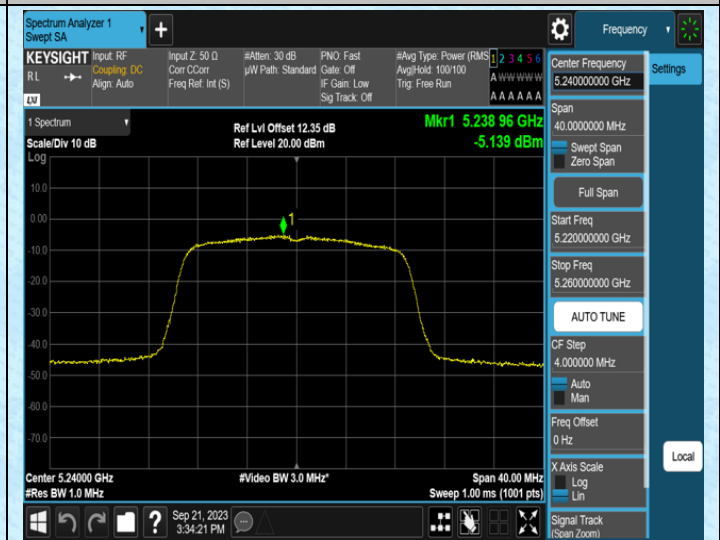 Spectrum Analyzer 1
Swept SA
Frequency
KEYSIGHT
Input: RF
Input Z: 50 Ω
#Atten: 30 dB
PNO: Fast
#Avg Type: Power (RMS
1 2 3 4 5 6
RL
Coupling: DC
Corr CCorr
µW Path: Standard
Gate: Off
Avg|Hold: 100/100
A W W W W W
Align: Auto
Freq Ref: Int (S)
IF Gain: Low
Trig: Free Run
Sig Track: Off
A A A A A A
LXI
1 Spectrum
Scale/Div 10 dB
Log
Ref Lvl Offset 12.35 dB
Ref Level 20.00 dBm
Mkr1 5.238 96 GHz
-5.139 dBm
10.0
0.00
-10.0
-20.0
-30.0
-40.0
-50.0
-60.0
-70.0
1
Center 5.24000 GHz
#Video BW 3.0 MHz*
Span 40.00 MHz
#Res BW 1.0 MHz
Sweep 1.00 ms (1001 pts)
Center Frequency
5.240000000 GHz
Settings
Span
40.0000000 MHz
Swept Span
Zero Span
Full Span
Start Freq
5.220000000 GHz
Stop Freq
5.260000000 GHz
AUTO TUNE
CF Step
4.000000 MHz
Auto
Man
Freq Offset
0 Hz
X Axis Scale
Log
Lin
Local
Signal Track
(Span Zoom)
?
Sep 21, 2023
3:34:21 PM